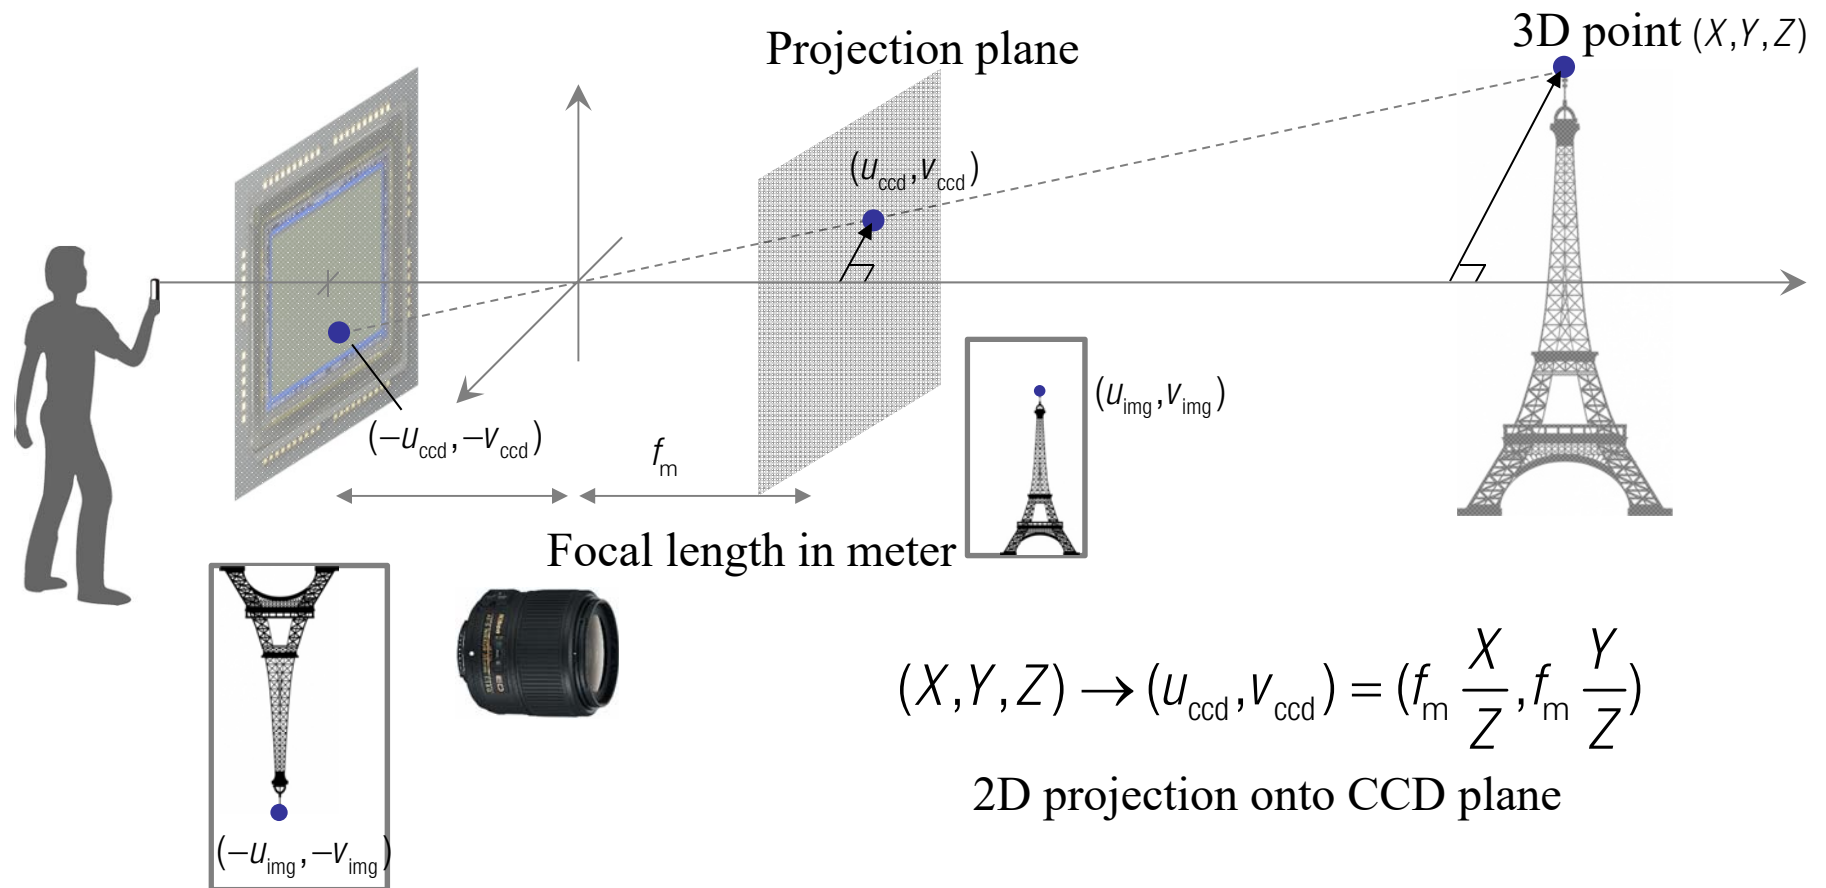 3D point (X,Y,Z)
Projection plane
(u_ccd,v_ccd)
(u_img,v_img)
(−u_ccd,−v_ccd)
f_m
Focal length in meter
(X,Y,Z) → (u_ccd,v_ccd) = (f_m X/Z, f_m Y/Z)
2D projection onto CCD plane
(−u_img,−v_img)